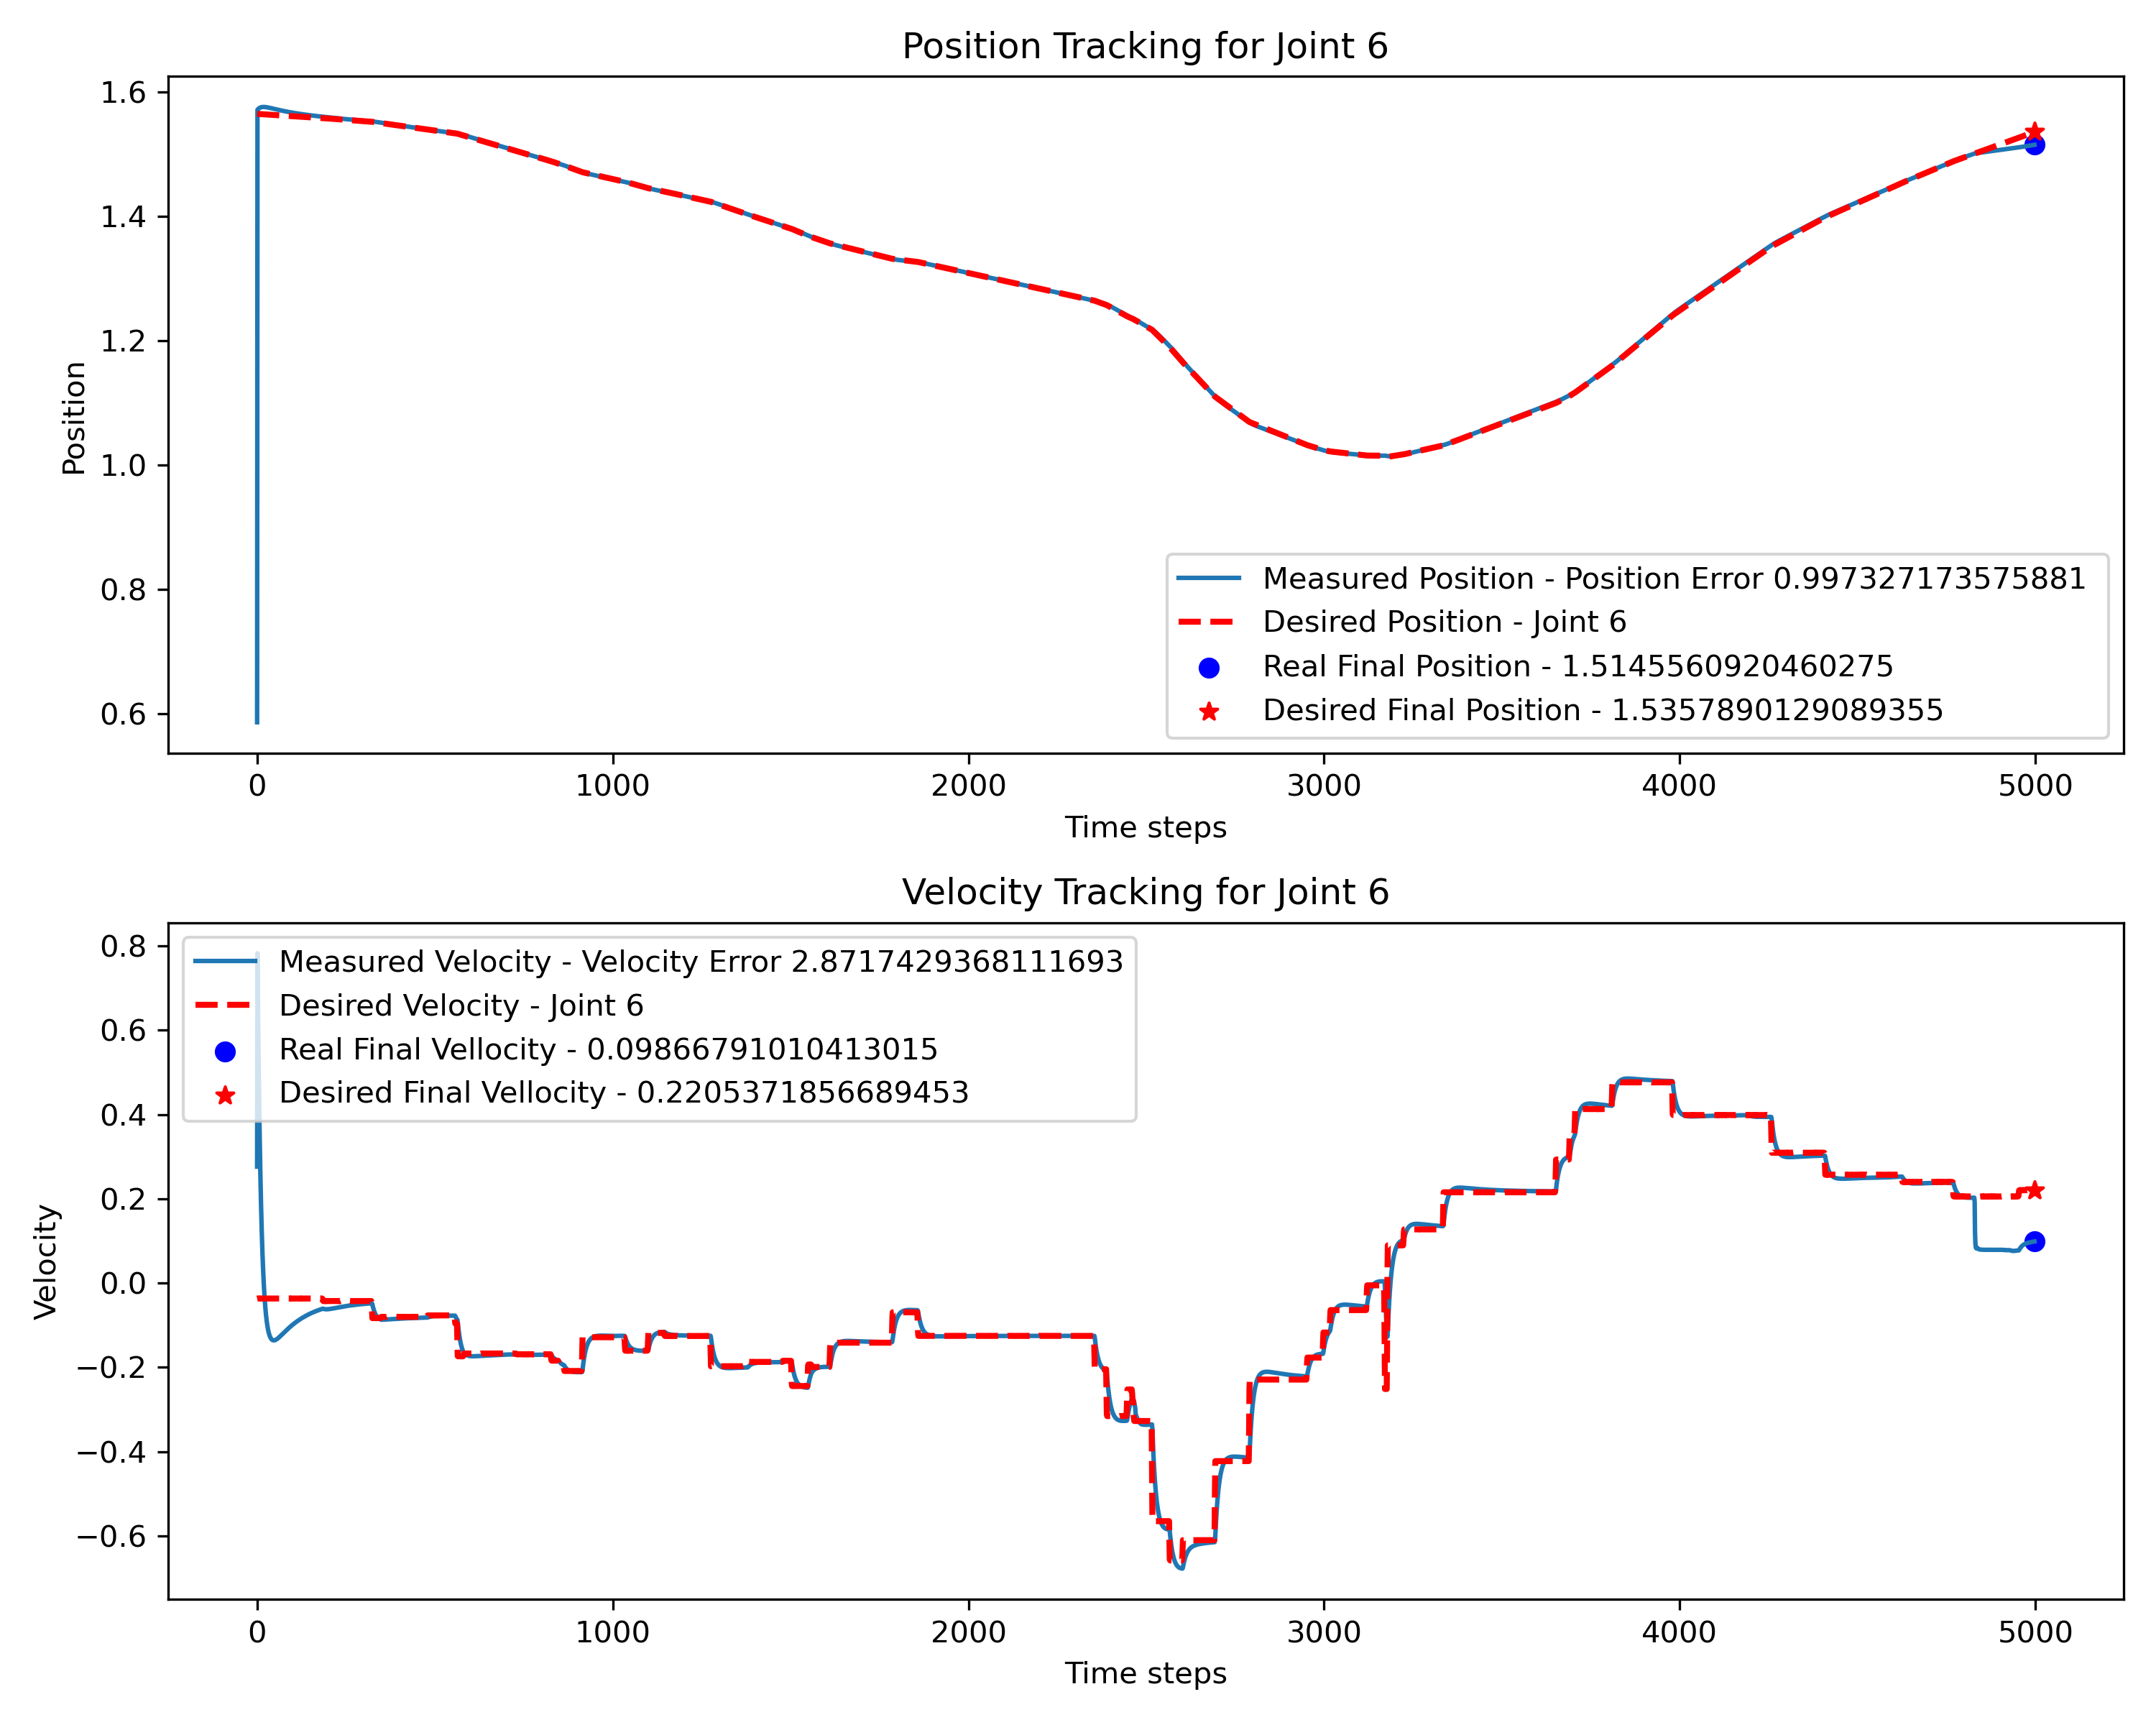 Position Tracking for Joint 6
1.6
1.4
1.2
1.0
0.8
0.6
Position
Measured Position - Position Error 0.997327173575881
Desired Position - Joint 6
Real Final Position - 1.5145560920460275
Desired Final Position - 1.5357890129089355
0 1000 2000 3000 4000 5000
Time steps
Velocity Tracking for Joint 6
0.8
0.6
0.4
0.2
0.0
−0.2
−0.4
−0.6
Velocity
Measured Velocity - Velocity Error 2.8717429368111693
Desired Velocity - Joint 6
Real Final Vellocity - 0.09866791010413015
Desired Final Vellocity - 0.2205371856689453
0 1000 2000 3000 4000 5000
Time steps